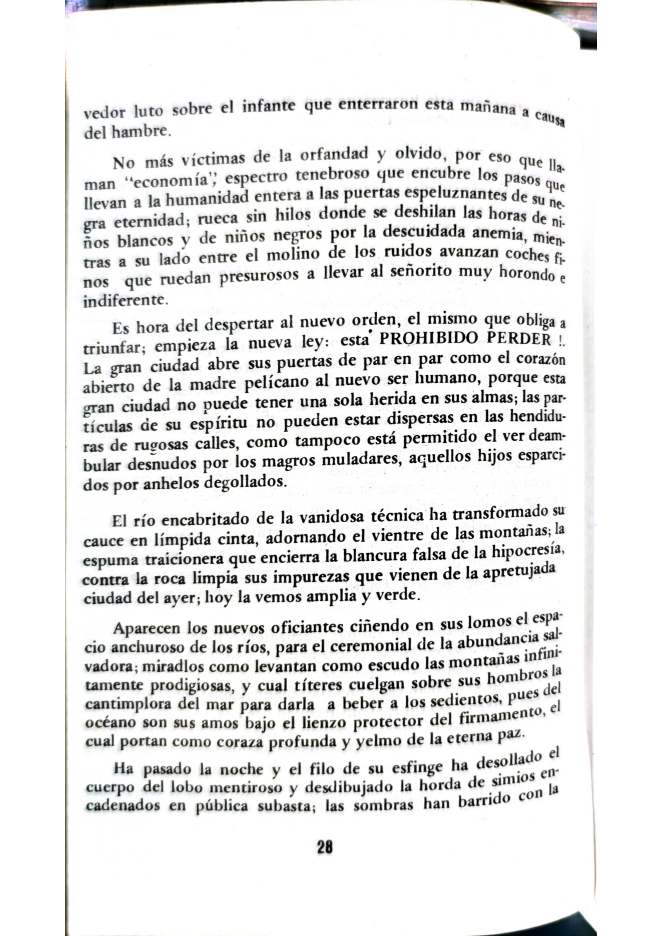 vedor luto sobre el infante que enterraron esta mañana a causa
del hambre.
No más víctimas de la orfandad y olvido, por eso que lla-
man “economía”; espectro tenebroso que encubre los pasos que
llevan a la humanidad entera a las puertas espeluznantes de su ne-
gra eternidad; rueca sin hilos donde se deshilan las horas de ni-
ños blancos y de niños negros por la descuidada anemia, mien-
tras a su lado entre el molino de los ruidos avanzan coches fi-
nos que ruedan presurosos a llevar al señorito muy horondo e
indiferente.
Es hora del despertar al nuevo orden, el mismo que obliga a
triunfar; empieza la nueva ley: esta PROHIBIDO PERDER !.
La gran ciudad abre sus puertas de par en par como el corazón
abierto de la madre pelícano al nuevo ser humano, porque esta
gran ciudad no puede tener una sola herida en sus almas; las par-
tículas de su espíritu no pueden estar dispersas en las hendidu-
ras de rugosas calles, como tampoco está permitido el ver deam-
bular desnudos por los magros muladares, aquellos hijos esparci-
dos por anhelos degollados.
El río encabritado de la vanidosa técnica ha transformado su
cauce en límpida cinta, adornando el vientre de las montañas; la
espuma traicionera que encierra la blancura falsa de la hipocresía,
contra la roca limpia sus impurezas que vienen de la apretujada
ciudad del ayer; hoy la vemos amplia y verde.
Aparecen los nuevos oficiantes ciñendo en sus lomos el espa-
cio anchuroso de los ríos, para el ceremonial de la abundancia sal-
vadora; miradlos como levantan como escudo las montañas infini-
tamente prodigiosas, y cual títeres cuelgan sobre sus hombros la
cantimplora del mar para darla a beber a los sedientos, pues del
océano son sus amos bajo el lienzo protector del firmamento, el
cual portan como coraza profunda y yelmo de la eterna paz.
Ha pasado la noche y el filo de su esfinge ha desollado el
cuerpo del lobo mentiroso y desdibujado la horda de simios en-
cadenados en pública subasta; las sombras han barrido con la
28